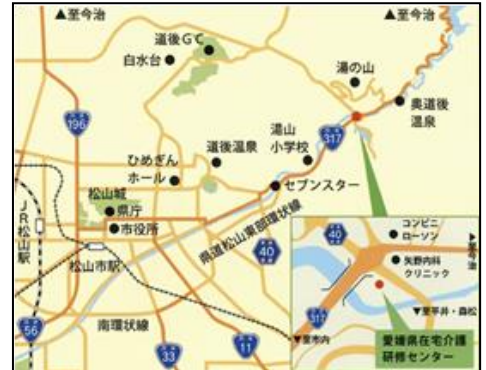 ▲至今治
▲至今治
道後GC
白水台
湯の山
奥道後
温泉
196
317
湯山
小学校
道後温泉
ひめぎん
ホール
セブンスター
松山城
県庁
市役所
JR松山駅
松山市駅
県道松山東部環状線
40
南環状線
56
33
11
コンビニ
ローソン
40
矢野内科
クリニック
▲至今治
317
▼至市内
▼至平井・森松
愛媛県在宅介護
研修センター